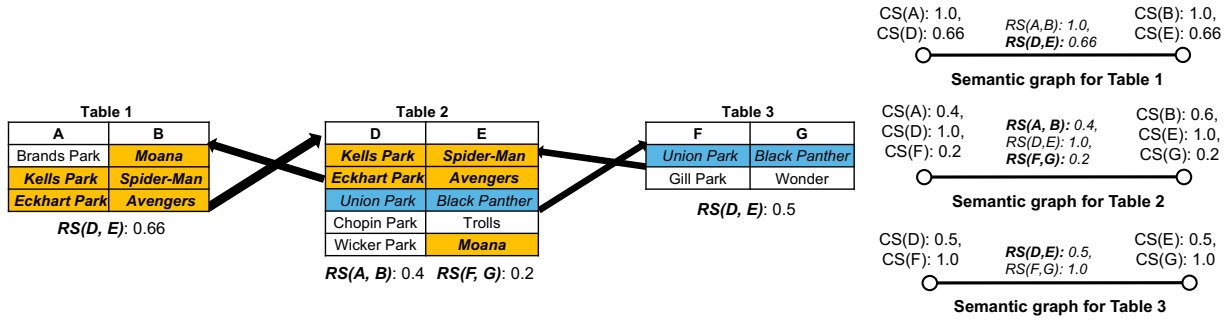 Table 1
A B
Brands Park Moana
Kells Park Spider-Man
Eckhart Park Avengers
RS(D, E): 0.66
Table 2
D E
Kells Park Spider-Man
Eckhart Park Avengers
Union Park Black Panther
Chopin Park Trolls
Wicker Park Moana
RS(A, B): 0.4 RS(F, G): 0.2
Table 3
F G
Union Park Black Panther
Gill Park Wonder
RS(D, E): 0.5
CS(A): 1.0,
CS(D): 0.66
RS(A,B): 1.0,
RS(D,E): 0.66
CS(B): 1.0,
CS(E): 0.66
Semantic graph for Table 1
CS(A): 0.4,
CS(D): 1.0,
CS(F): 0.2
RS(A, B): 0.4,
RS(D,E): 1.0,
RS(F,G): 0.2
CS(B): 0.6,
CS(E): 1.0,
CS(G): 0.2
Semantic graph for Table 2
CS(D): 0.5,
CS(F): 1.0
RS(D,E): 0.5,
RS(F,G): 1.0
CS(E): 0.5,
CS(G): 1.0
Semantic graph for Table 3